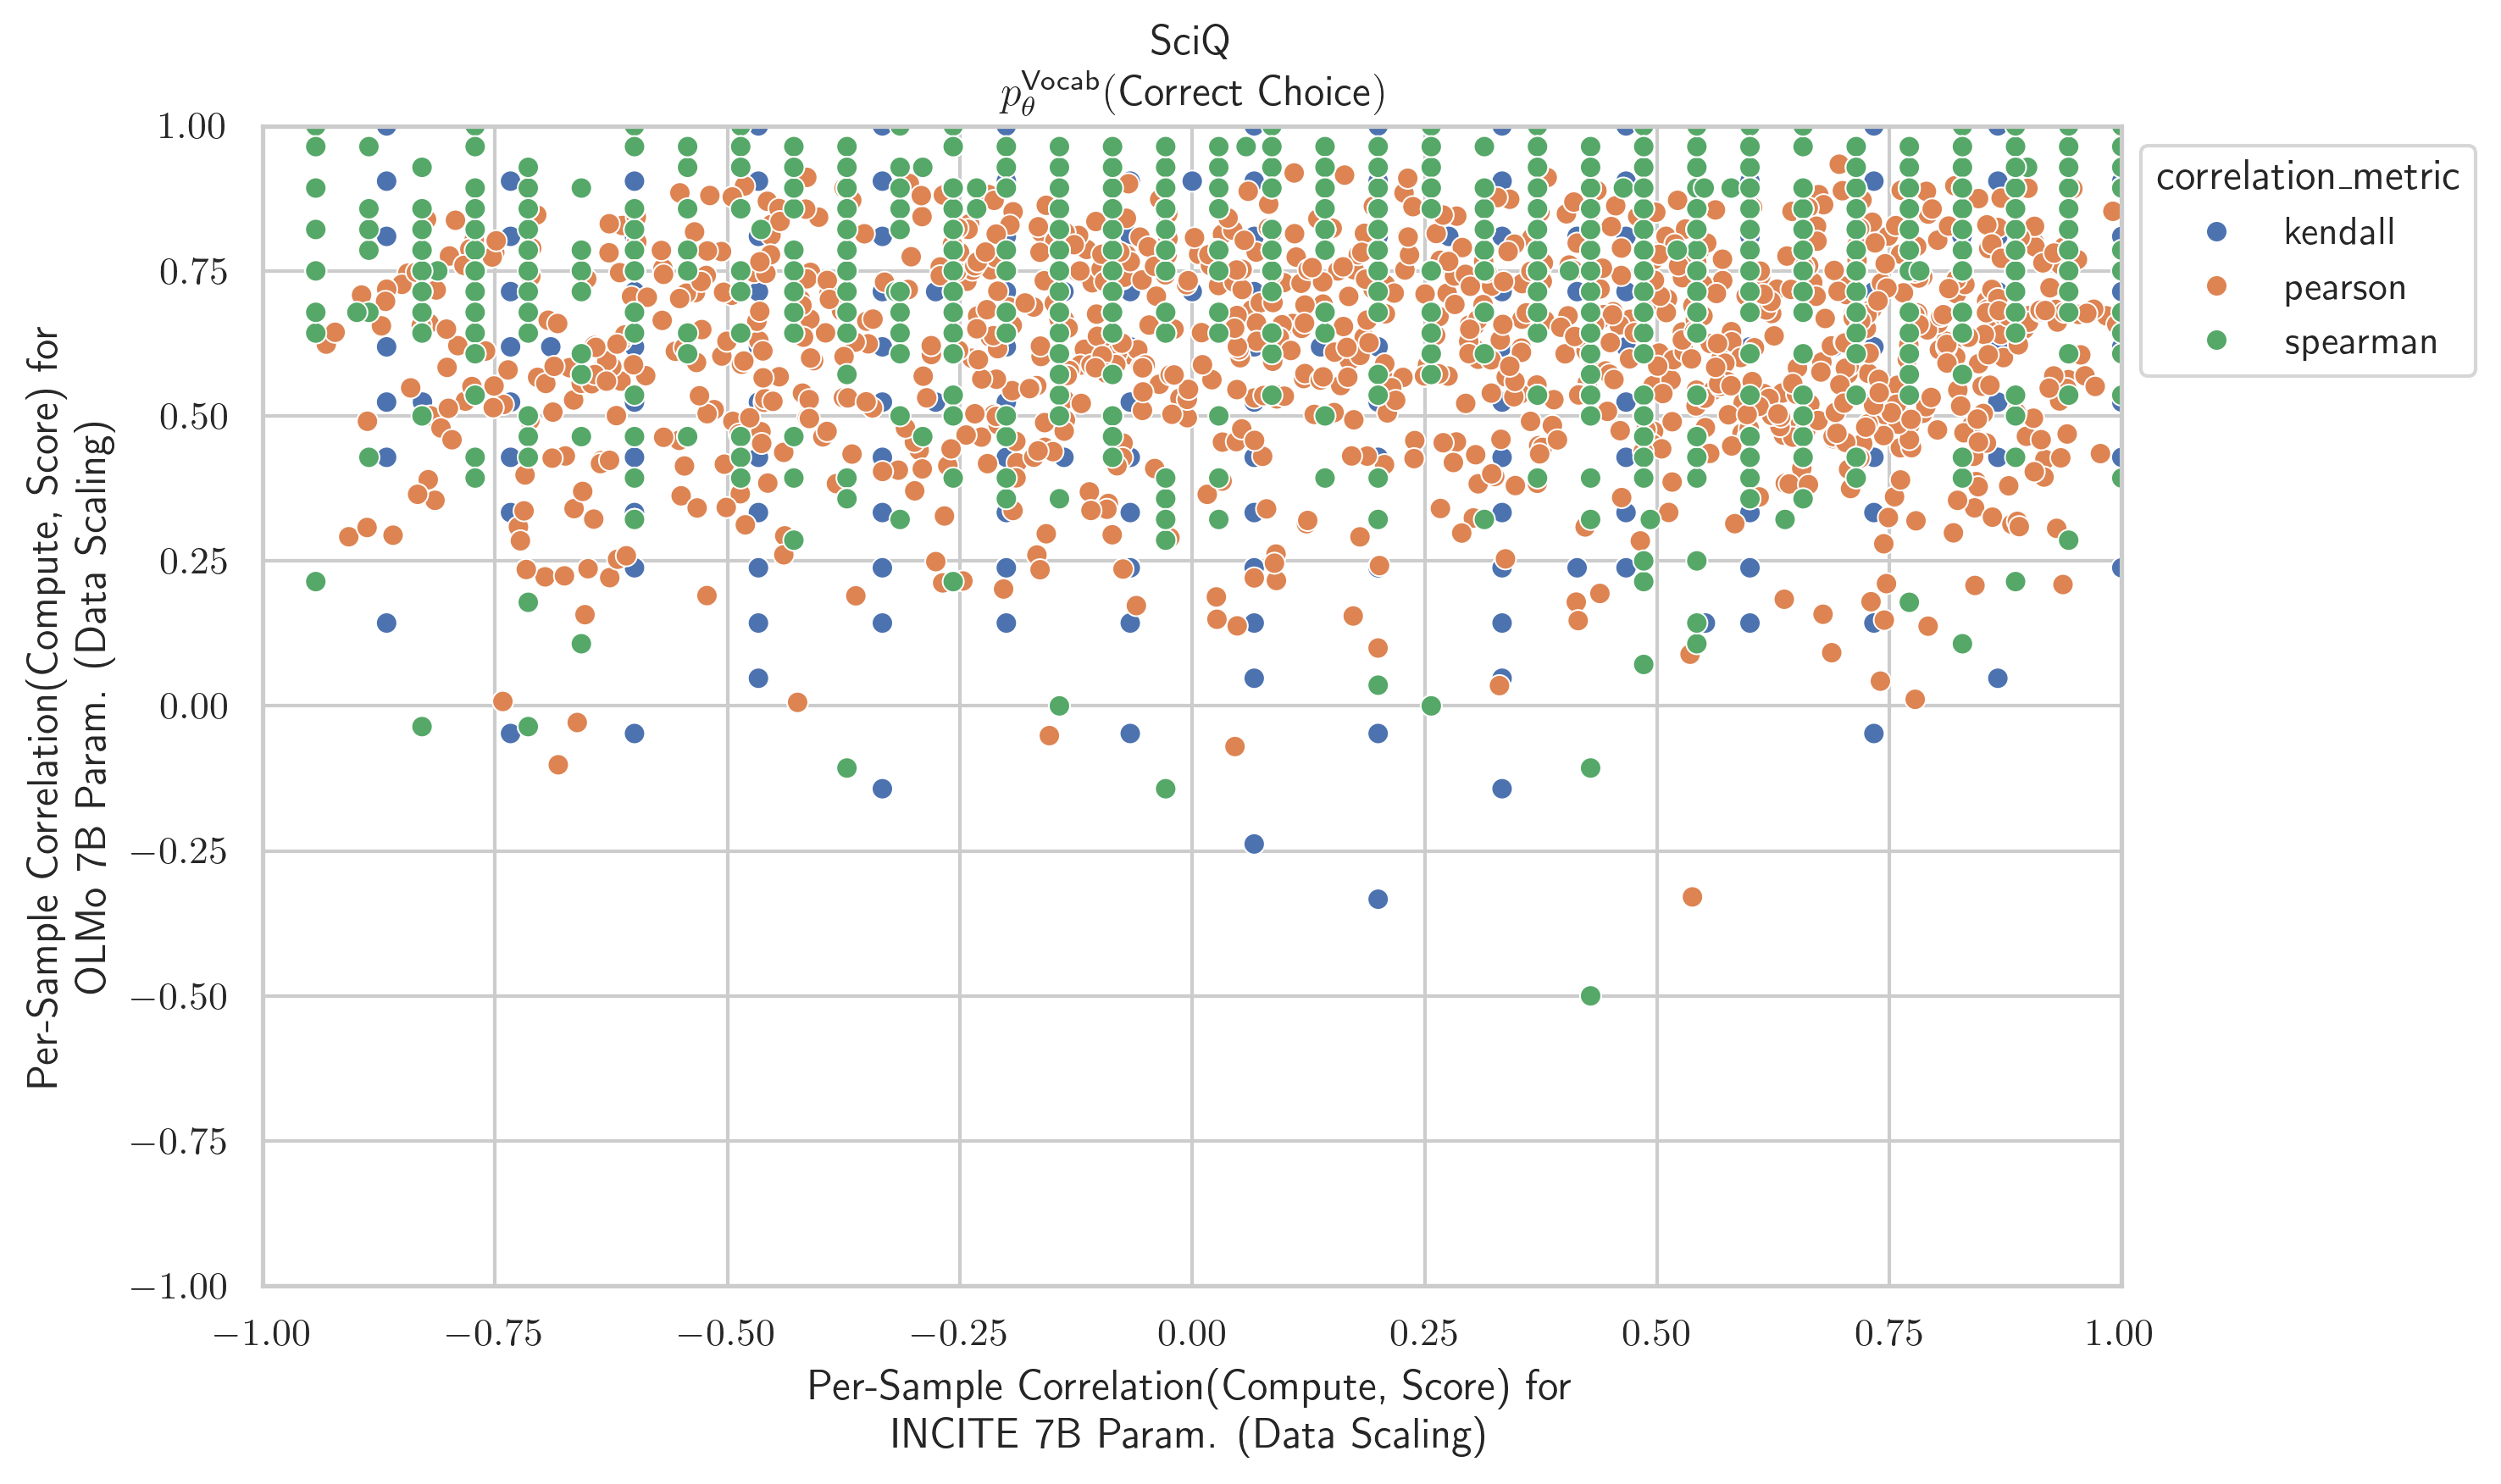 SciQ
p_θ^Vocab(Correct Choice)
1.00
0.75
0.50
0.25
0.00
−0.25
−0.50
−0.75
−1.00
Per-Sample Correlation(Compute, Score) for
OLMo 7B Param. (Data Scaling)
correlation_metric
kendall
pearson
spearman
−1.00 −0.75 −0.50 −0.25 0.00 0.25 0.50 0.75 1.00
Per-Sample Correlation(Compute, Score) for
INCITE 7B Param. (Data Scaling)